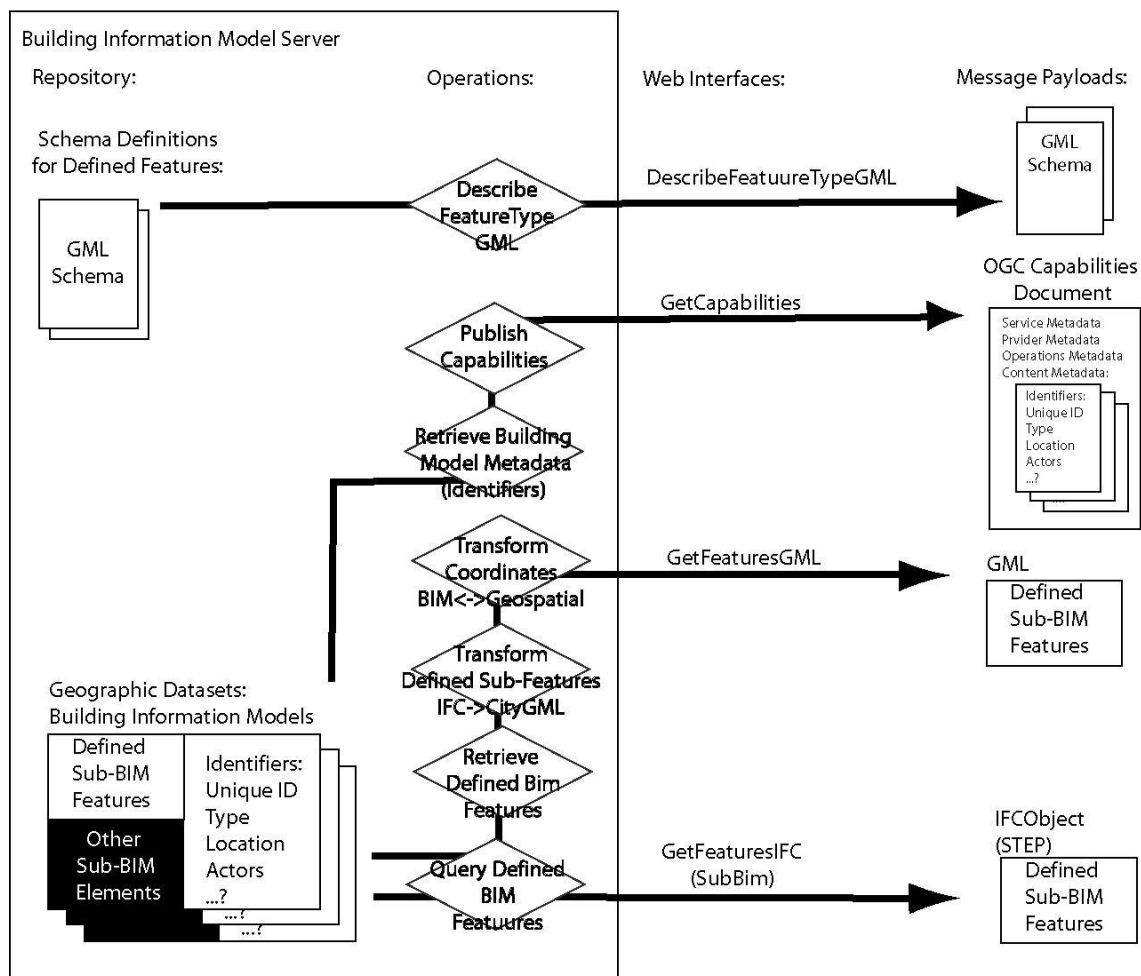 Building Information Model Server
Repository:
Operations:
Web Interfaces:
Message Payloads:
Schema Definitions
for Defined Features:
GML
Schema
Describe
FeatureType
GML
DescribeFeatuureTypeGML
GML
Schema
Publish
Capabilities
GetCapabilities
OGC Capabilities
Document
Service Metadata
Prvider Metadata
Operations Metadata
Content Metadata:
Identifiers:
Unique ID
Type
Location
Actors
...?
....
Retrieve Building
Model Metadata
(Identifiers)
Transform
Coordinates
BIM<->Geospatial
GetFeaturesGML
GML
Defined
Sub-BIM
Features
Transform
Defined Sub-Features
IFC->CityGML
Geographic Datasets:
Building Information Models
Defined
Sub-BIM
Features
Other
Sub-BIM
Elements
Identifiers:
Unique ID
Type
Location
Actors
...?
...?
...?
Retrieve
Defined Bim
Features
Query Defined
BIM
Featuures
GetFeaturesIFC
(SubBim)
IFCObject
(STEP)
Defined
Sub-BIM
Features